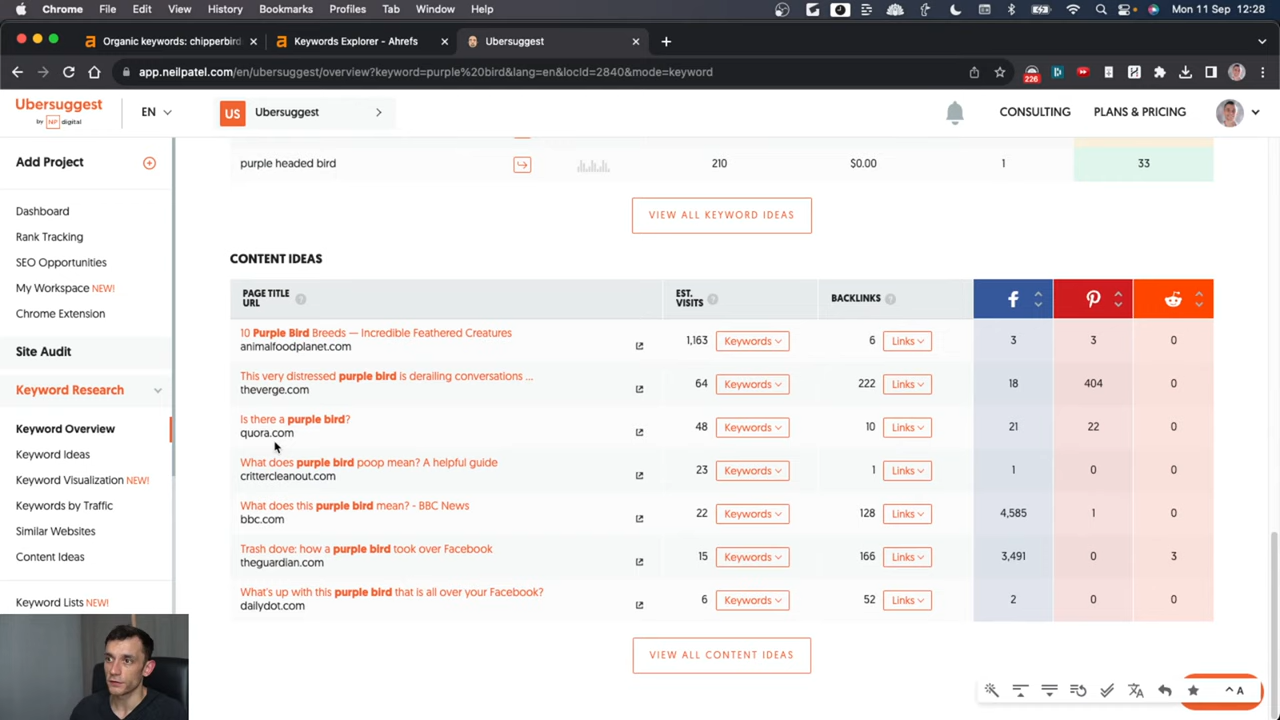 Chrome File Edit View History Bookmarks Profiles Tab Window Help Mon 11 Sep 12:28
Organic keywords: chipperbird Keywords Explorer - Ahrefs Ubersuggest
app.neilpatel.com/en/ubersuggest/overview?keyword=purple%20bird&lang=en&locId=2840&mode=keyword
226
Ubersuggest
by NP digital
EN
US Ubersuggest
CONSULTING PLANS & PRICING
Add Project
Dashboard
Rank Tracking
SEO Opportunities
My Workspace NEW!
Chrome Extension
Site Audit
Keyword Research
Keyword Overview
Keyword Ideas
Keyword Visualization NEW!
Keywords by Traffic
Similar Websites
Content Ideas
Keyword Lists NEW!
purple headed bird 210 $0.00 1 33
VIEW ALL KEYWORD IDEAS
CONTENT IDEAS
PAGE TITLE
URL
EST.
VISITS
BACKLINKS
10 Purple Bird Breeds — Incredible Feathered Creatures
animalfoodplanet.com
1,163 Keywords 6 Links 3 3 0
This very distressed purple bird is derailing conversations ...
theverge.com
64 Keywords 222 Links 18 404 0
Is there a purple bird?
quora.com
48 Keywords 10 Links 21 22 0
What does purple bird poop mean? A helpful guide
crittercleanout.com
23 Keywords 1 Links 1 0 0
What does this purple bird mean? - BBC News
bbc.com
22 Keywords 128 Links 4,585 1 0
Trash dove: how a purple bird took over Facebook
theguardian.com
15 Keywords 166 Links 3,491 0 3
What's up with this purple bird that is all over your Facebook?
dailydot.com
6 Keywords 52 Links 2 0 0
VIEW ALL CONTENT IDEAS
A